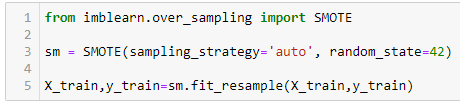 1 from imblearn.over_sampling import SMOTE
2
3 sm = SMOTE(sampling_strategy='auto', random_state=42)
4
5 X_train,y_train=sm.fit_resample(X_train,y_train)